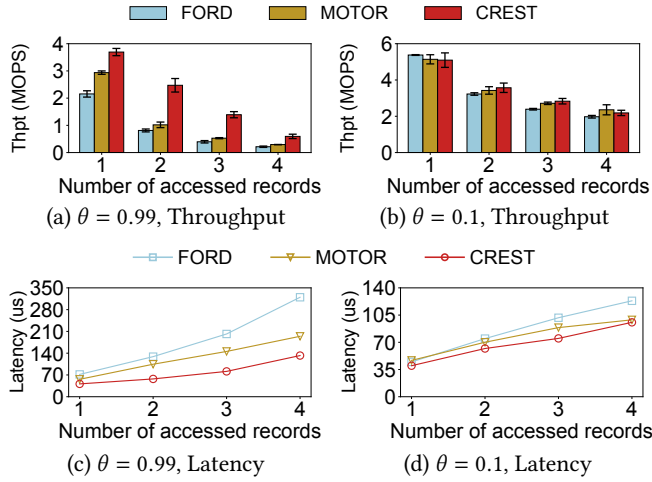 FORD MOTOR CREST
Thpt (MOPS)
4
3
2
1
0
1 2 3 4
Number of accessed records
(a) θ = 0.99, Throughput
Thpt (MOPS)
6
4
2
0
1 2 3 4
Number of accessed records
(b) θ = 0.1, Throughput
FORD MOTOR CREST
Latency (us)
350
280
210
140
70
0
1 2 3 4
Number of accessed records
(c) θ = 0.99, Latency
Latency (us)
140
105
70
35
0
1 2 3 4
Number of accessed records
(d) θ = 0.1, Latency